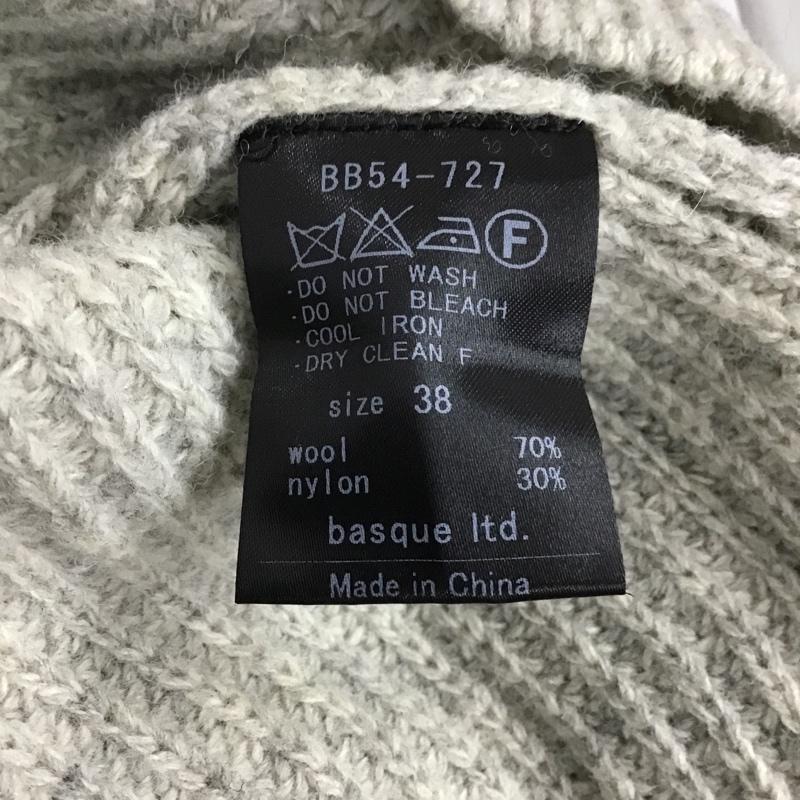 BB54-727
F
·DO NOT WASH
·DO NOT BLEACH
·COOL IRON
·DRY CLEAN F
size 38
wool 70%
nylon 30%
basque ltd.
Made in China